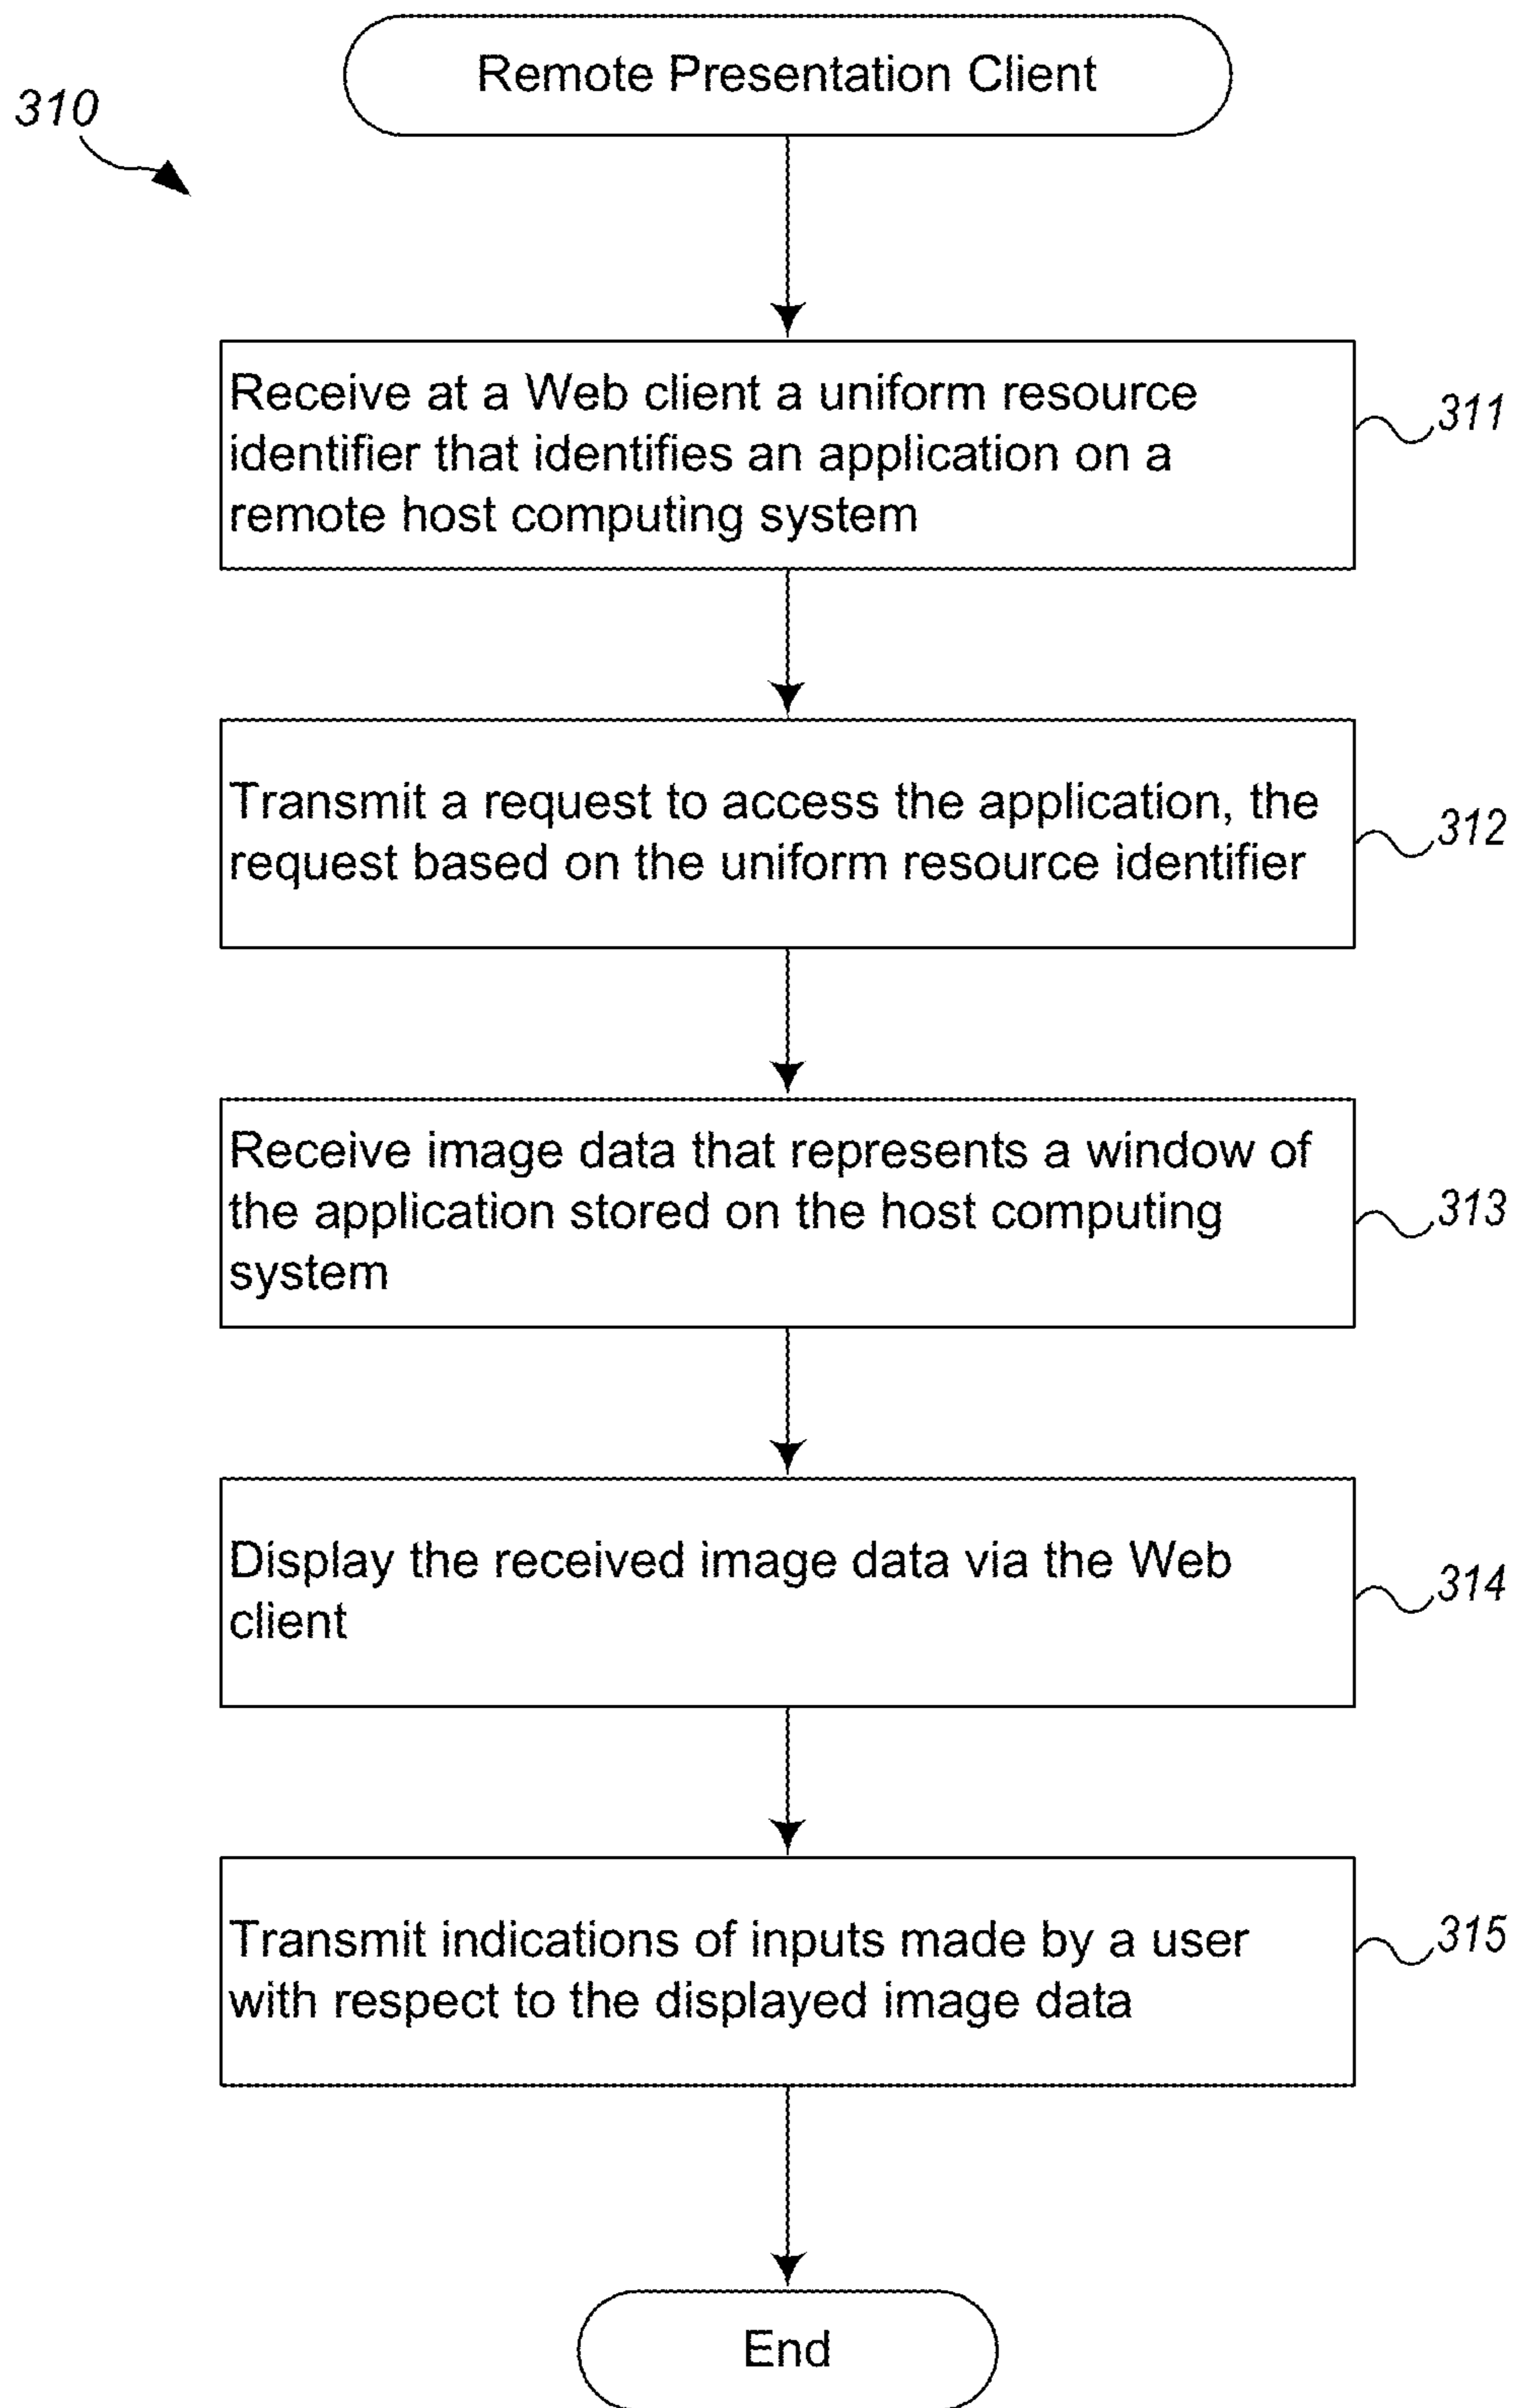 Remote Presentation Client
310
Receive at a Web client a uniform resource
identifier that identifies an application on a
remote host computing system
311
Transmit a request to access the application, the
request based on the uniform resource identifier
312
Receive image data that represents a window of
the application stored on the host computing
system
313
Display the received image data via the Web
client
314
Transmit indications of inputs made by a user
with respect to the displayed image data
315
End